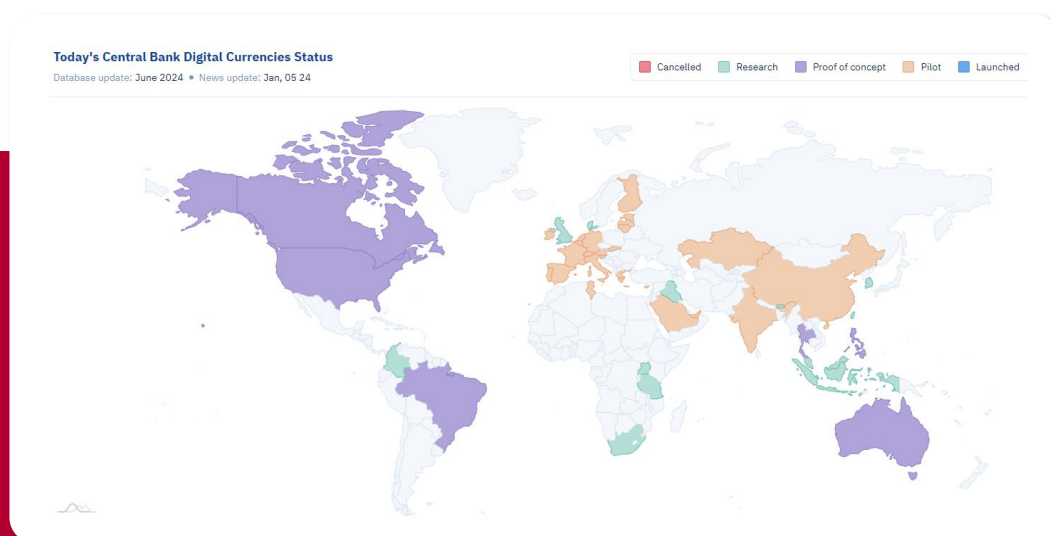 Today's Central Bank Digital Currencies Status
Database update: June 2024 • News update: Jan, 05 24
Cancelled Research Proof of concept Pilot Launched